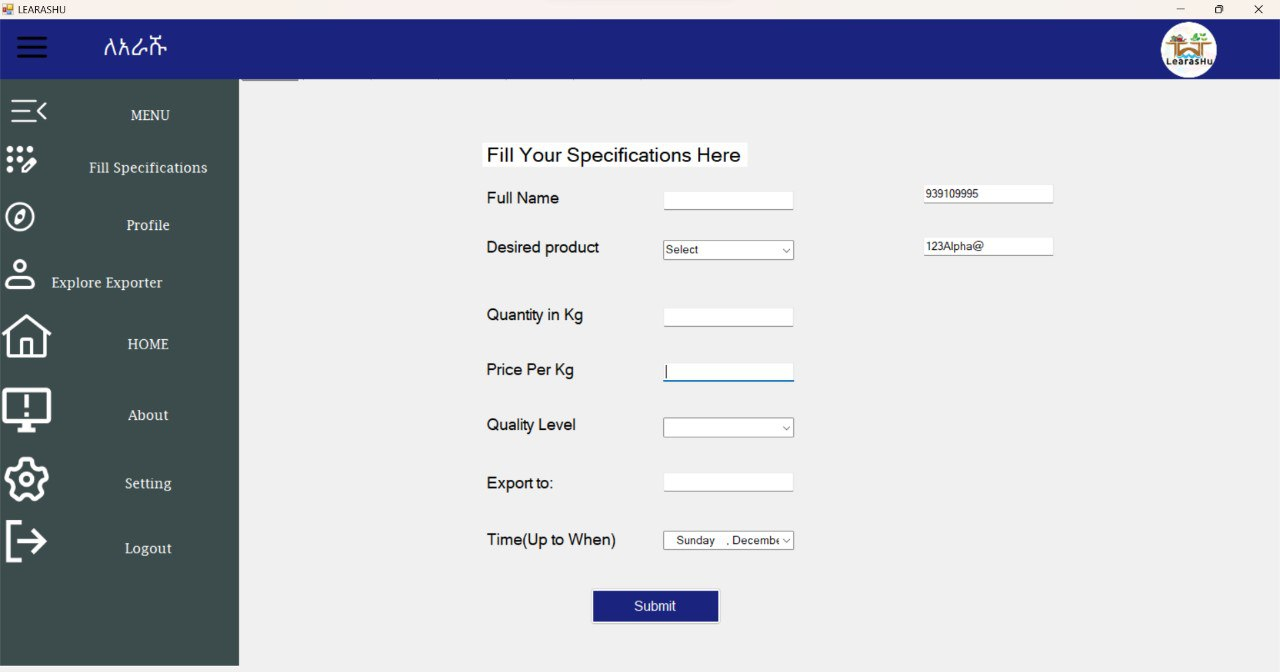 LEARASHU
ለአራሹ
LearasHu
MENU
Fill Specifications
Profile
Explore Exporter
HOME
About
Setting
Logout
Fill Your Specifications Here
Full Name
939109995
Desired product
Select
123Alpha@
Quantity in Kg
Price Per Kg
Quality Level
Export to:
Time(Up to When)
Sunday , Decembe
Submit